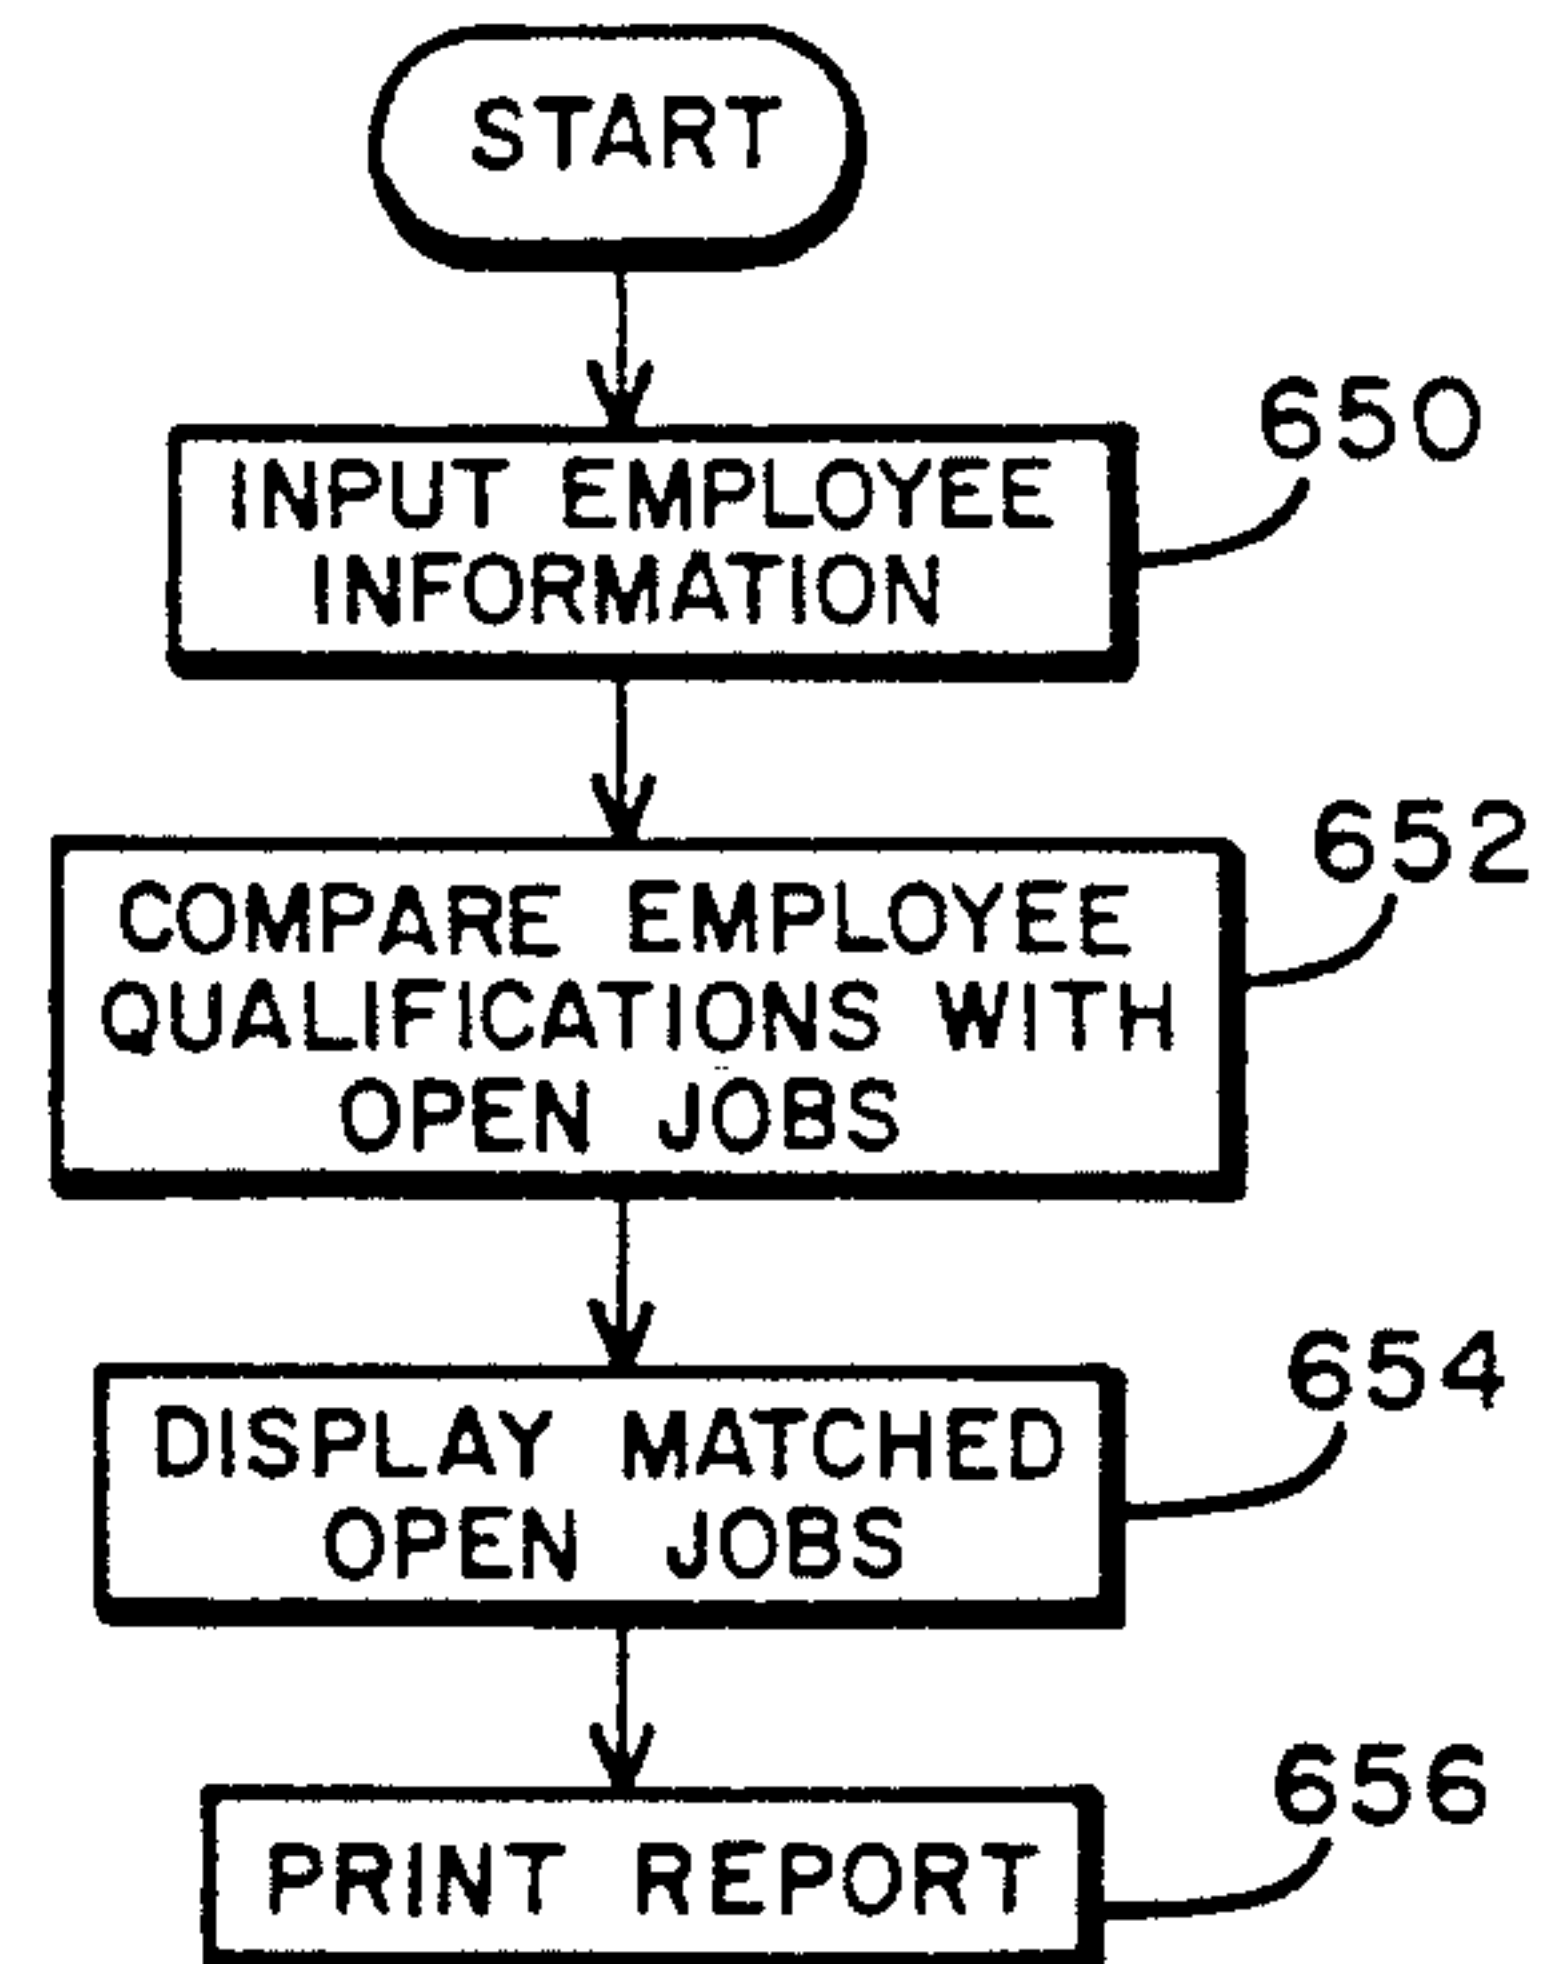 START
650
INPUT EMPLOYEE
INFORMATION
652
COMPARE EMPLOYEE
QUALIFICATIONS WITH
OPEN JOBS
654
DISPLAY MATCHED
OPEN JOBS
656
PRINT REPORT